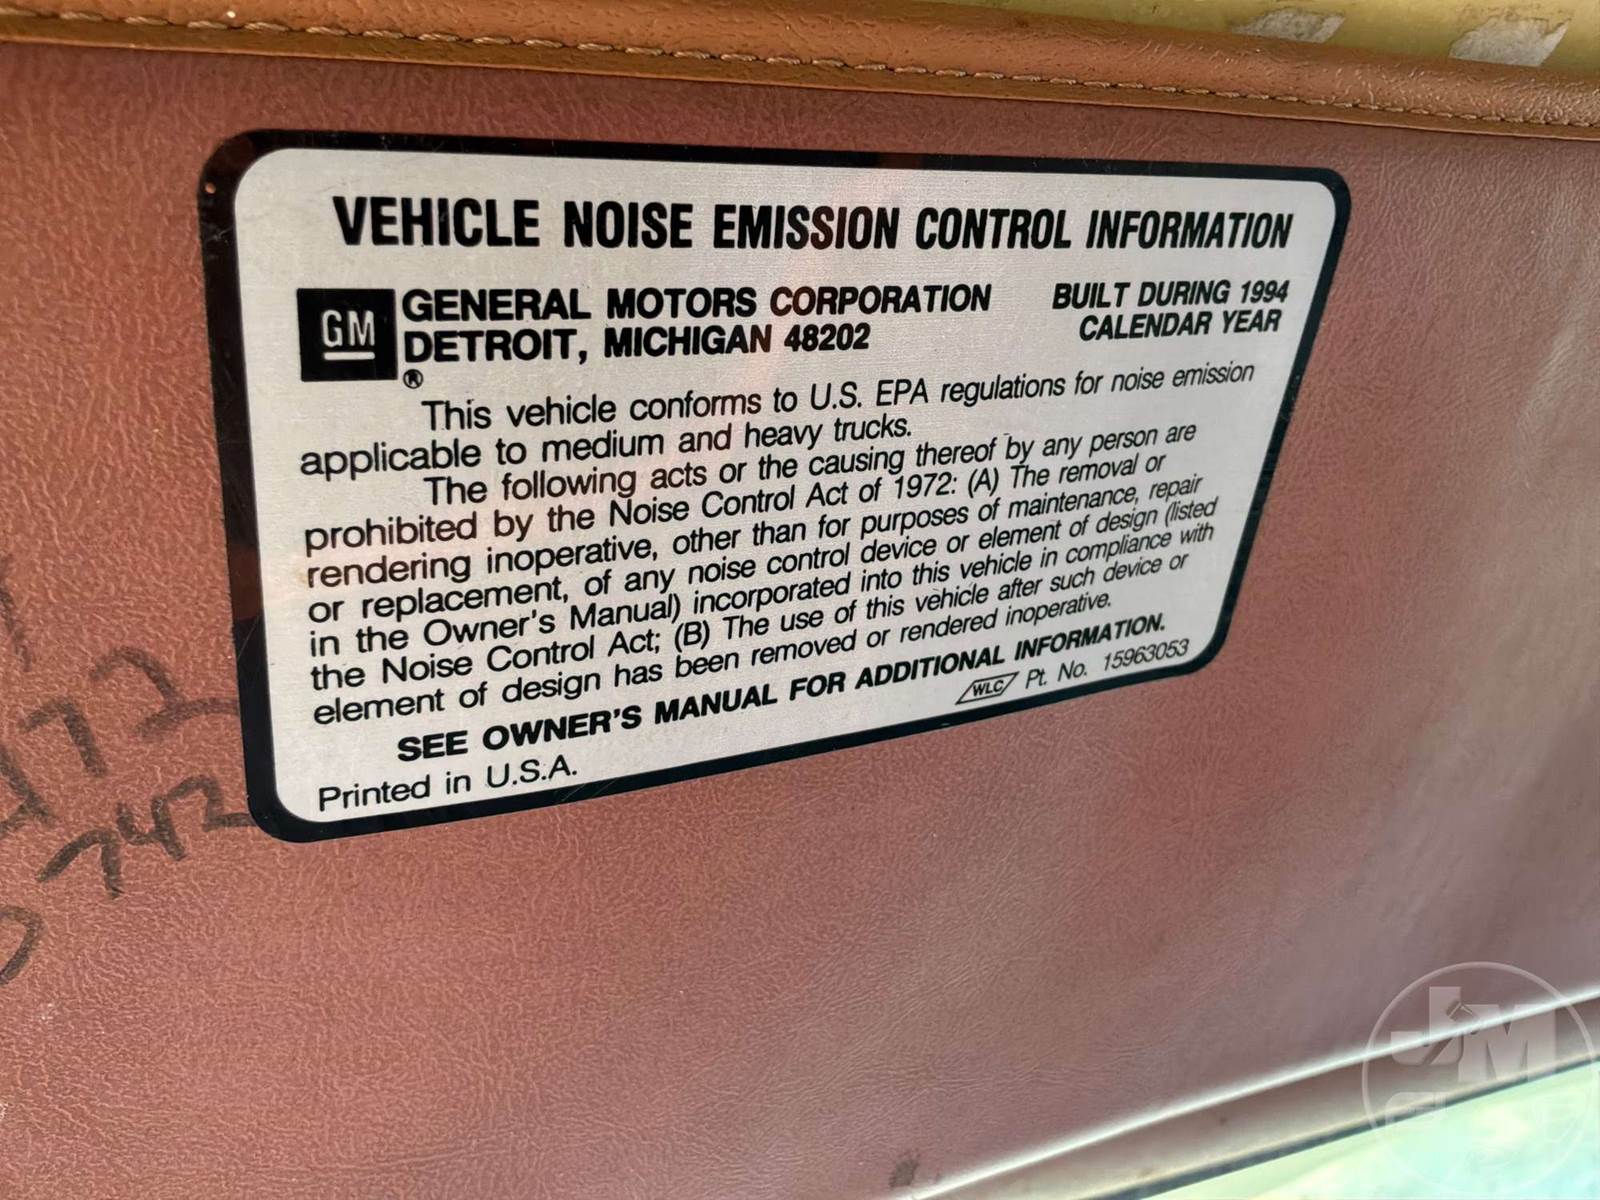 VEHICLE NOISE EMISSION CONTROL INFORMATION
GM
GENERAL MOTORS CORPORATION
DETROIT, MICHIGAN 48202
®
BUILT DURING 1994
CALENDAR YEAR
This vehicle conforms to U.S. EPA regulations for noise emission
applicable to medium and heavy trucks.
The following acts or the causing thereof by any person are
prohibited by the Noise Control Act of 1972: (A) The removal or
rendering inoperative, other than for purposes of maintenance, repair
or replacement, of any noise control device or element of design (listed
in the Owner's Manual) incorporated into this vehicle in compliance with
the Noise Control Act; (B) The use of this vehicle after such device or
element of design has been removed or rendered inoperative.
SEE OWNER'S MANUAL FOR ADDITIONAL INFORMATION.
WLC Pt. No. 15963053
Printed in U.S.A.
472
742
JM